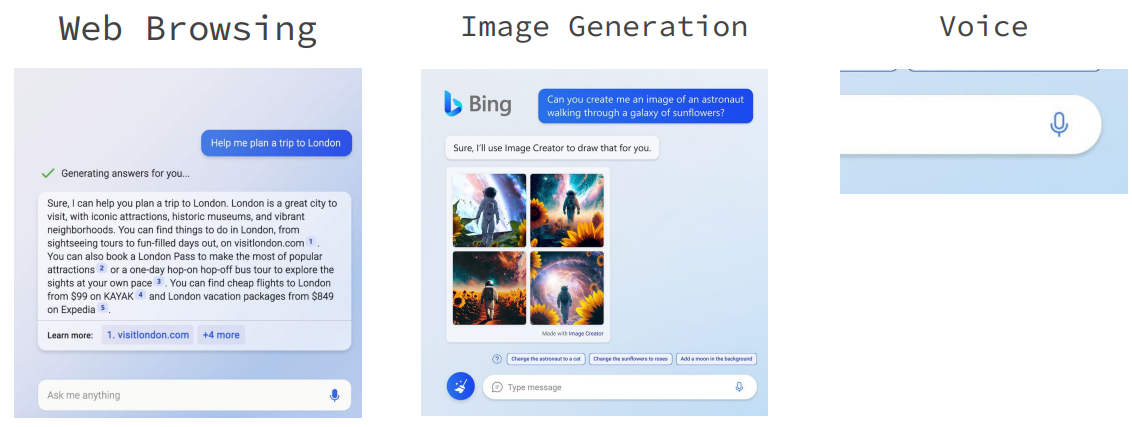 Web Browsing
Help me plan a trip to London
Generating answers for you...
Sure, I can help you plan a trip to London. London is a great city to
visit, with iconic attractions, historic museums, and vibrant
neighborhoods. You can find things to do in London, from
sightseeing tours to fun-filled days out, on visitlondon.com 1 .
You can also book a London Pass to make the most of popular
attractions 2 or a one-day hop-on hop-off bus tour to explore the
sights at your own pace 3 . You can find cheap flights to London
from $99 on KAYAK 4 and London vacation packages from $849
on Expedia 5 .
Learn more: 1. visitlondon.com +4 more
Ask me anything
Image Generation
Bing
Can you create me an image of an astronaut
walking through a galaxy of sunflowers?
Sure, I'll use Image Creator to draw that for you.
Made with Image Creator
Change the astronaut to a cat Change the sunflowers to roses Add a moon in the background
Type message
Voice